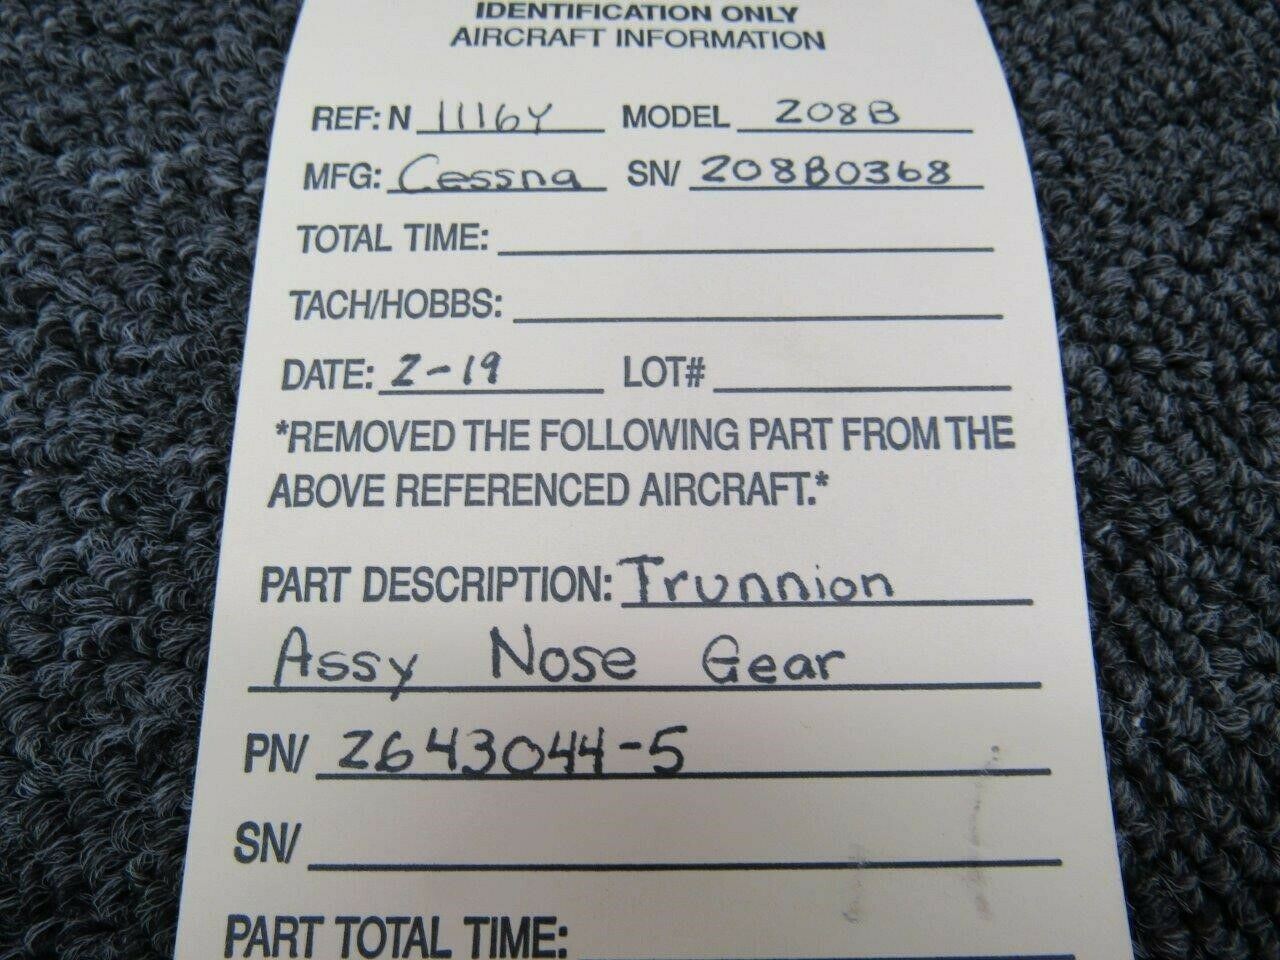 IDENTIFICATION ONLY
AIRCRAFT INFORMATION
REF: N 1116Y MODEL 208B
MFG: Cessna SN/ 208B0368
TOTAL TIME:
TACH/HOBBS:
DATE: 2-19 LOT#
*REMOVED THE FOLLOWING PART FROM THE
ABOVE REFERENCED AIRCRAFT.*
PART DESCRIPTION: Trunnion
Assy Nose Gear
PN/ 2643044-5
SN/
PART TOTAL TIME: